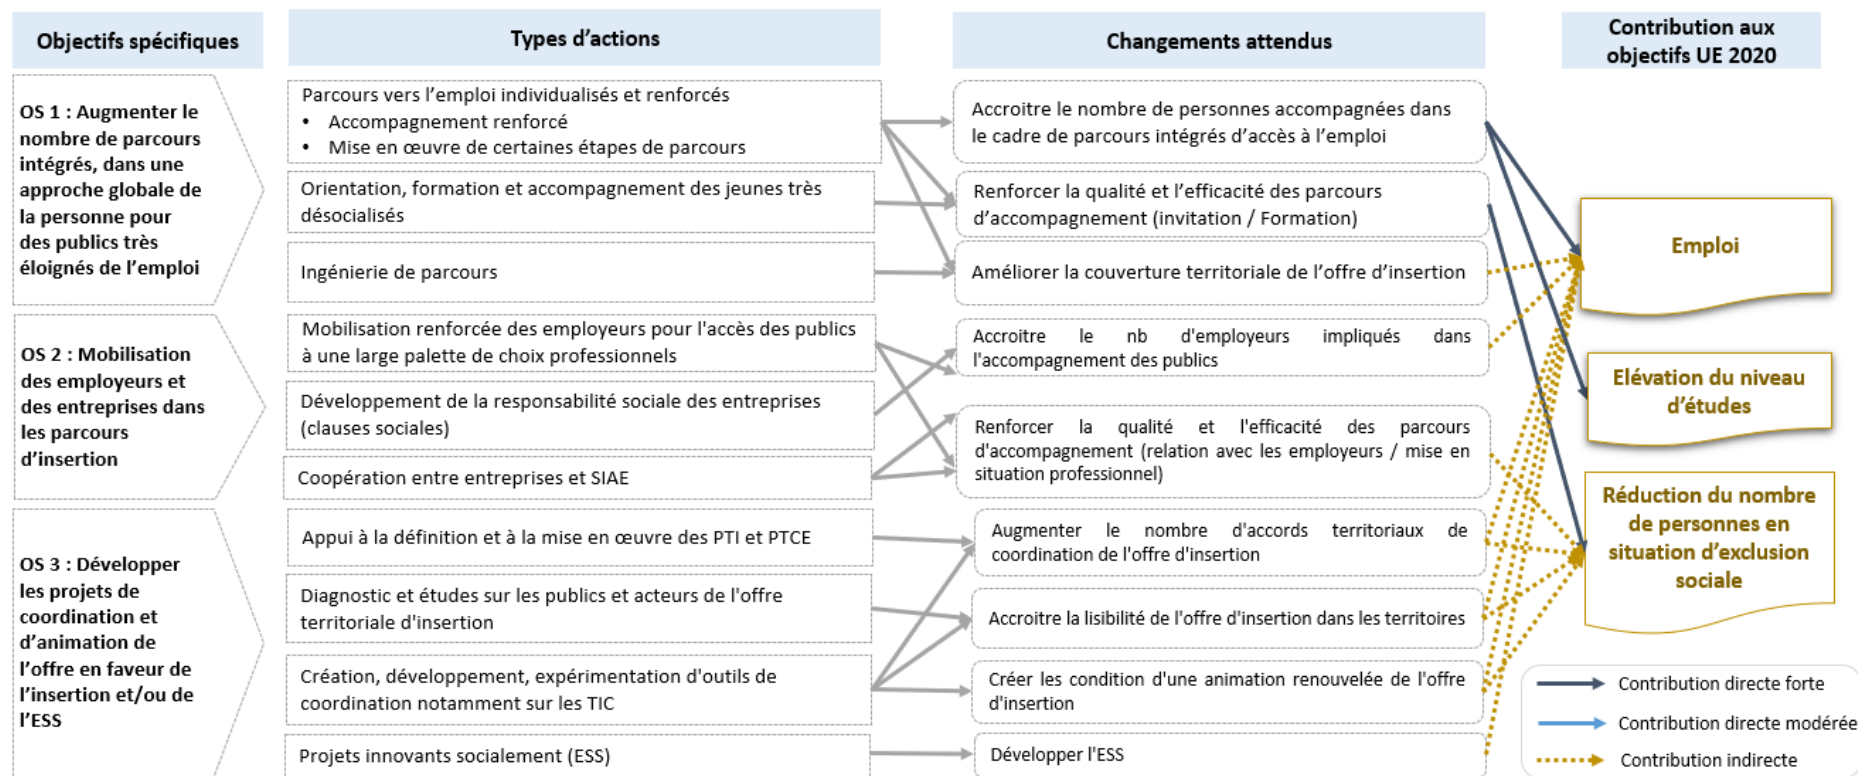 Objectifs spécifiques
Types d'actions
Changements attendus
Contribution aux
objectifs UE 2020
OS 1 : Augmenter le
nombre de parcours
intégrés, dans une
approche globale de
la personne pour
des publics très
éloignés de l'emploi
Parcours vers l'emploi individualisés et renforcés
• Accompagnement renforcé
• Mise en œuvre de certaines étapes de parcours
Orientation, formation et accompagnement des jeunes très
désocialisés
Ingénierie de parcours
Accroitre le nombre de personnes accompagnées dans
le cadre de parcours intégrés d'accès à l'emploi
Renforcer la qualité et l'efficacité des parcours
d'accompagnement (invitation / Formation)
Améliorer la couverture territoriale de l'offre d'insertion
OS 2 : Mobilisation
des employeurs et
des entreprises dans
les parcours
d'insertion
Mobilisation renforcée des employeurs pour l'accès des publics
à une large palette de choix professionnels
Développement de la responsabilité sociale des entreprises
(clauses sociales)
Coopération entre entreprises et SIAE
Accroitre le nb d'employeurs impliqués dans
l'accompagnement des publics
Renforcer la qualité et l'efficacité des parcours
d'accompagnement (relation avec les employeurs / mise en
situation professionnel)
OS 3 : Développer
les projets de
coordination et
d'animation de
l'offre en faveur de
l'insertion et/ou de
l'ESS
Appui à la définition et à la mise en œuvre des PTI et PTCE
Diagnostic et études sur les publics et acteurs de l'offre
territoriale d'insertion
Création, développement, expérimentation d'outils de
coordination notamment sur les TIC
Projets innovants socialement (ESS)
Augmenter le nombre d'accords territoriaux de
coordination de l'offre d'insertion
Accroitre la lisibilité de l'offre d'insertion dans les territoires
Créer les condition d'une animation renouvelée de l'offre
d'insertion
Développer l'ESS
Emploi
Elévation du niveau
d'études
Réduction du nombre
de personnes en
situation d'exclusion
sociale
Contribution directe forte
Contribution directe modérée
Contribution indirecte